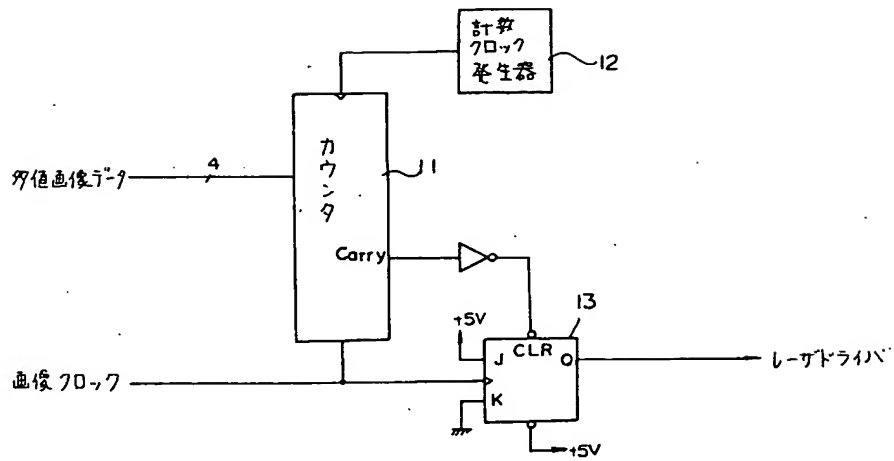 計数
クロック
発生器
12
カウンタ
11
多値画像データ
4
Carry
13
+5V
J
CLR
Q
レーザドライバ
画像クロック
K
+5V